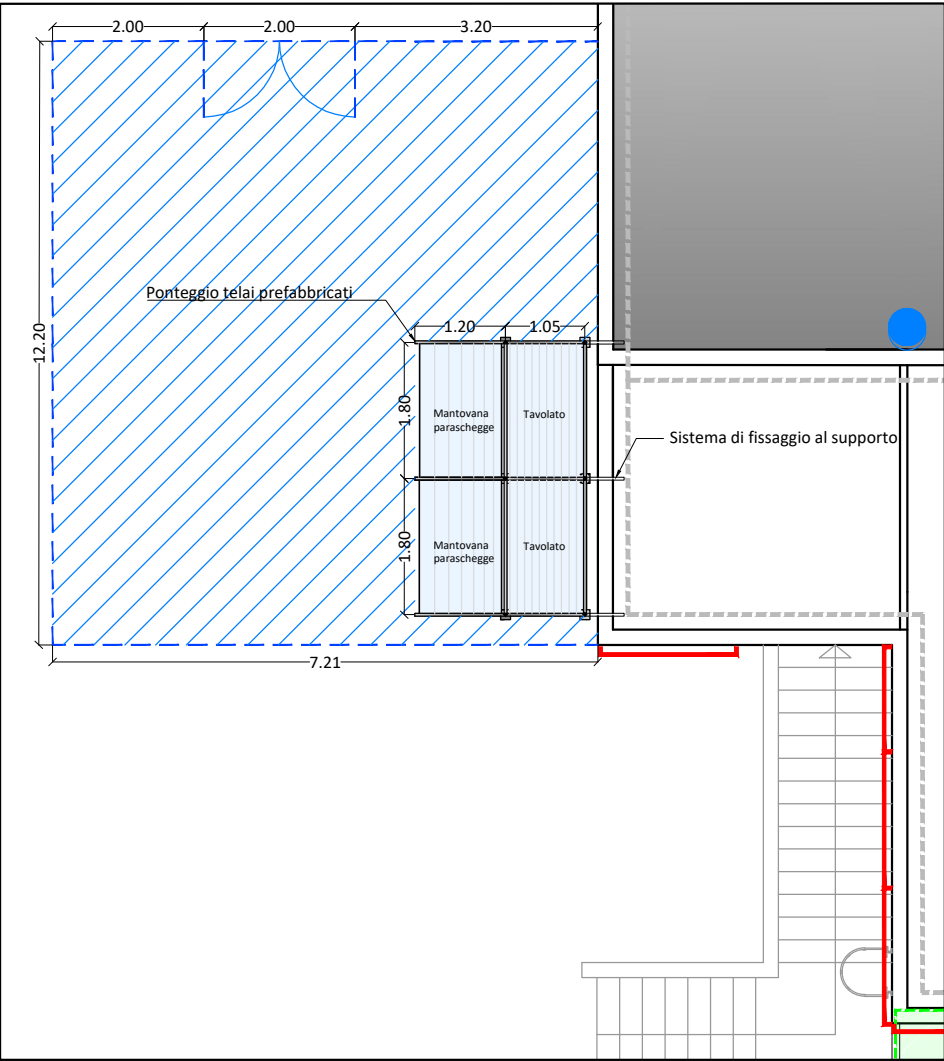 2.00
2.00
3.20
12.20
Ponteggio telai prefabbricati
1.20
1.05
1.80
Mantovana
paraschegge
Tavolato
Sistema di fissaggio al supporto
1.80
Mantovana
paraschegge
Tavolato
7.21